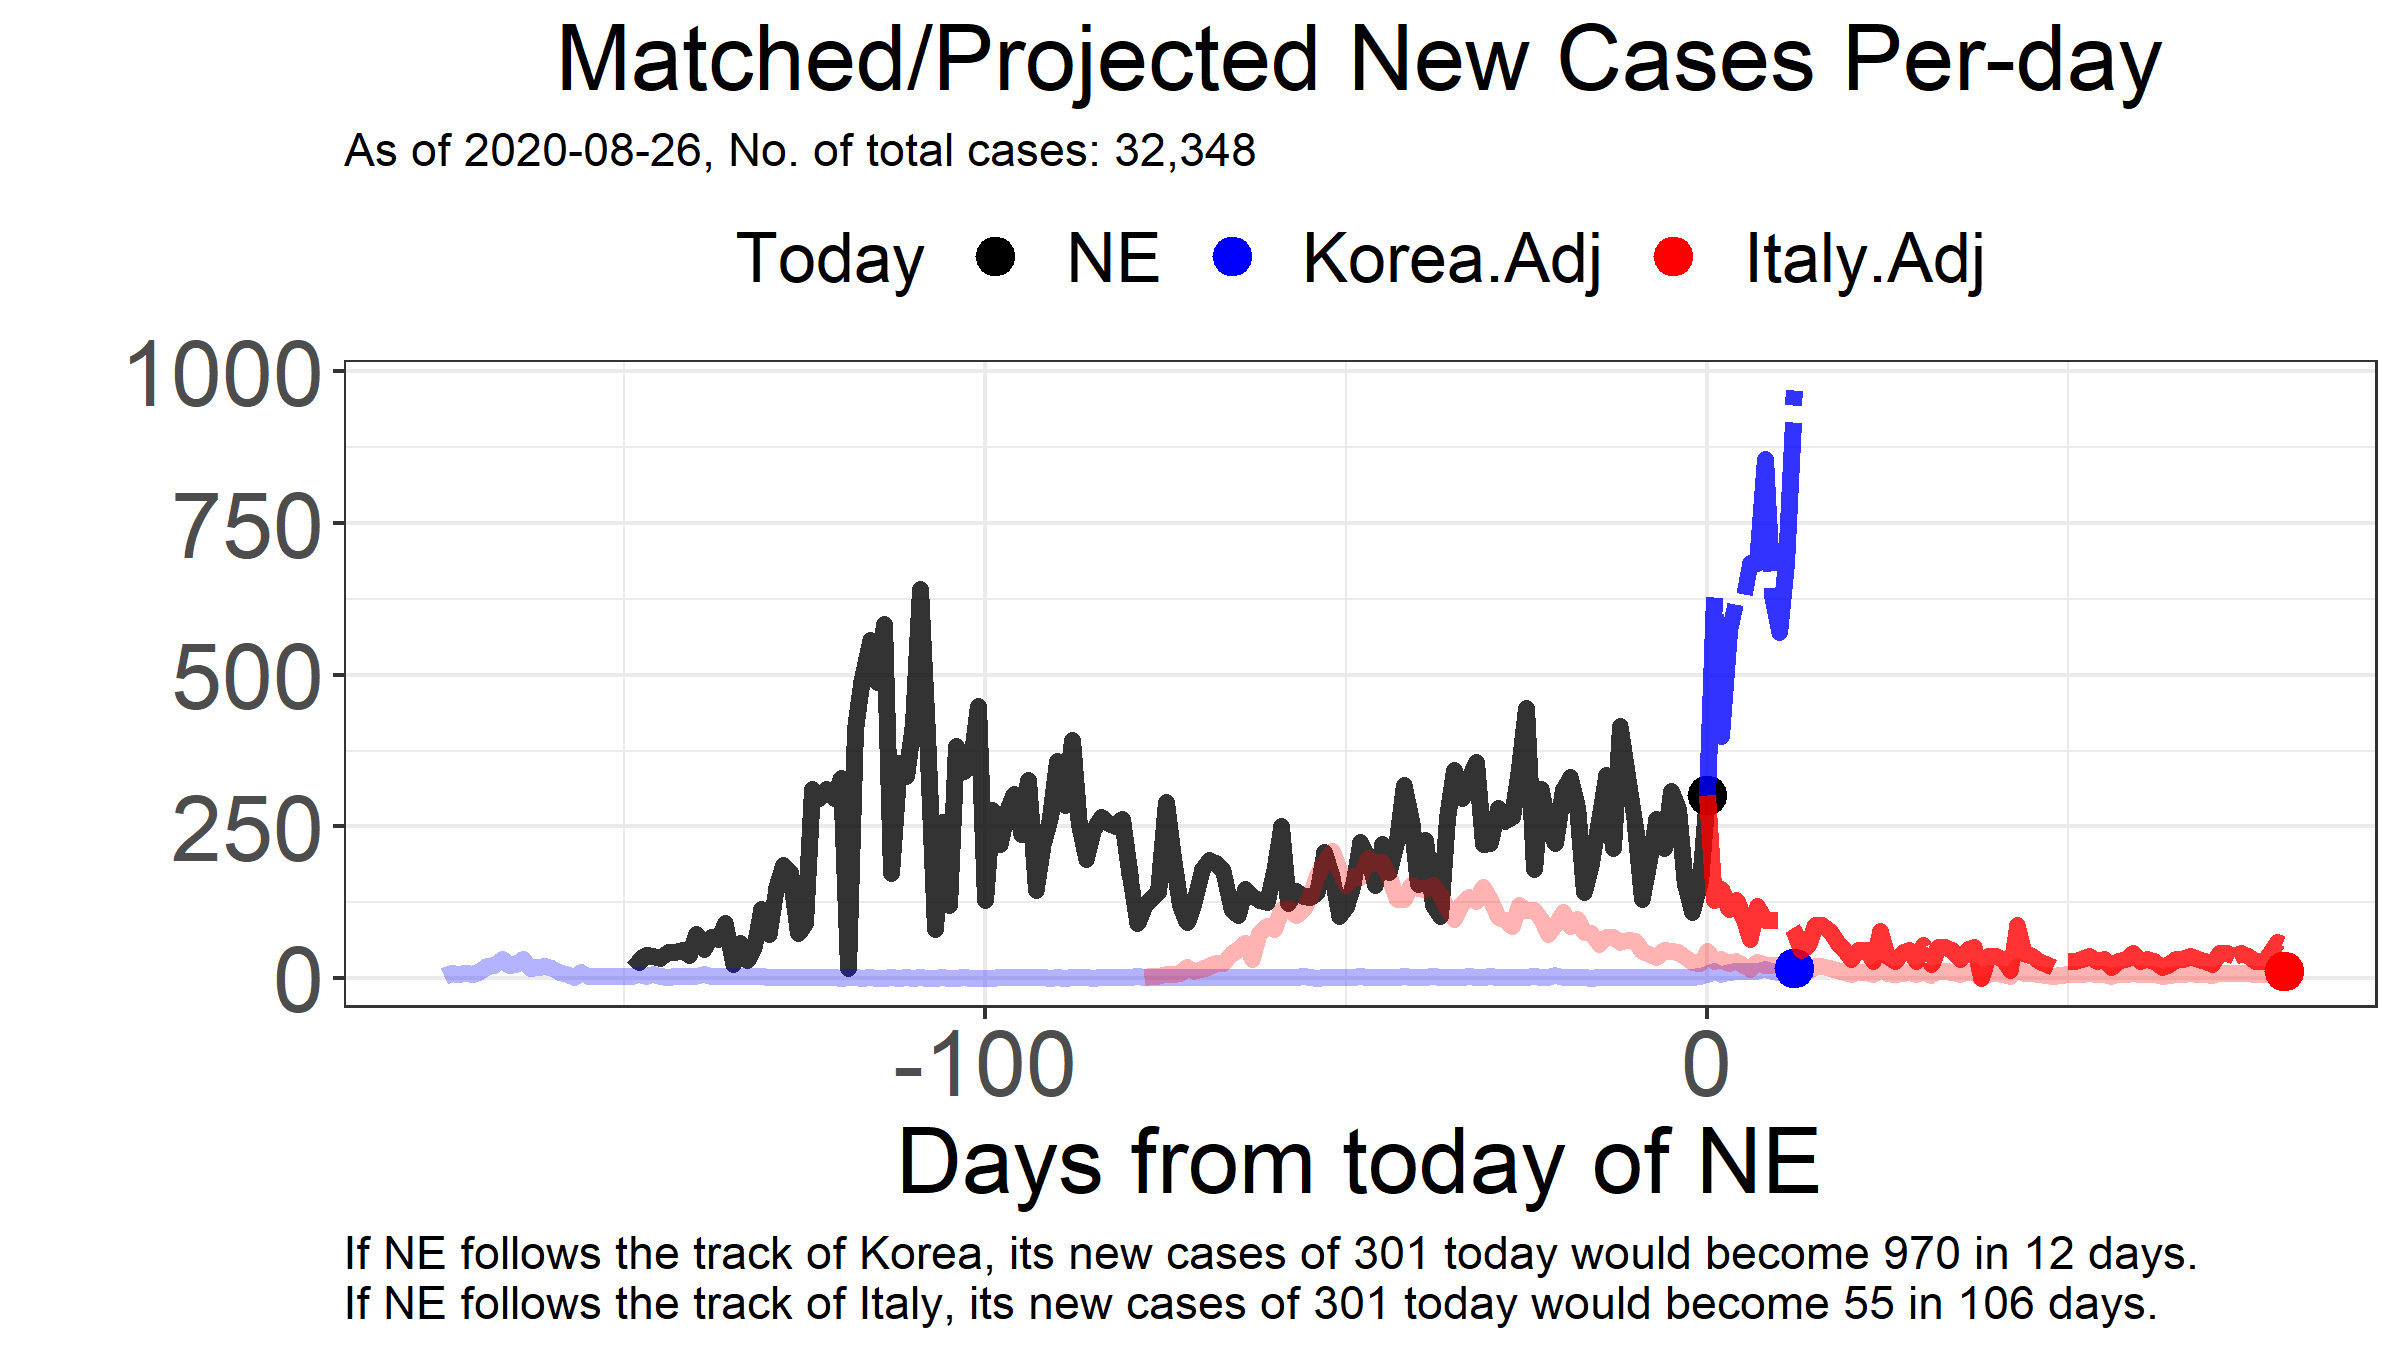 Matched/Projected New Cases Per-day
As of 2020-08-26, No. of total cases: 32,348
Today NE Korea.Adj Italy.Adj
1000
750
500
250
0
-100 0
Days from today of NE
If NE follows the track of Korea, its new cases of 301 today would become 970 in 12 days.
If NE follows the track of Italy, its new cases of 301 today would become 55 in 106 days.